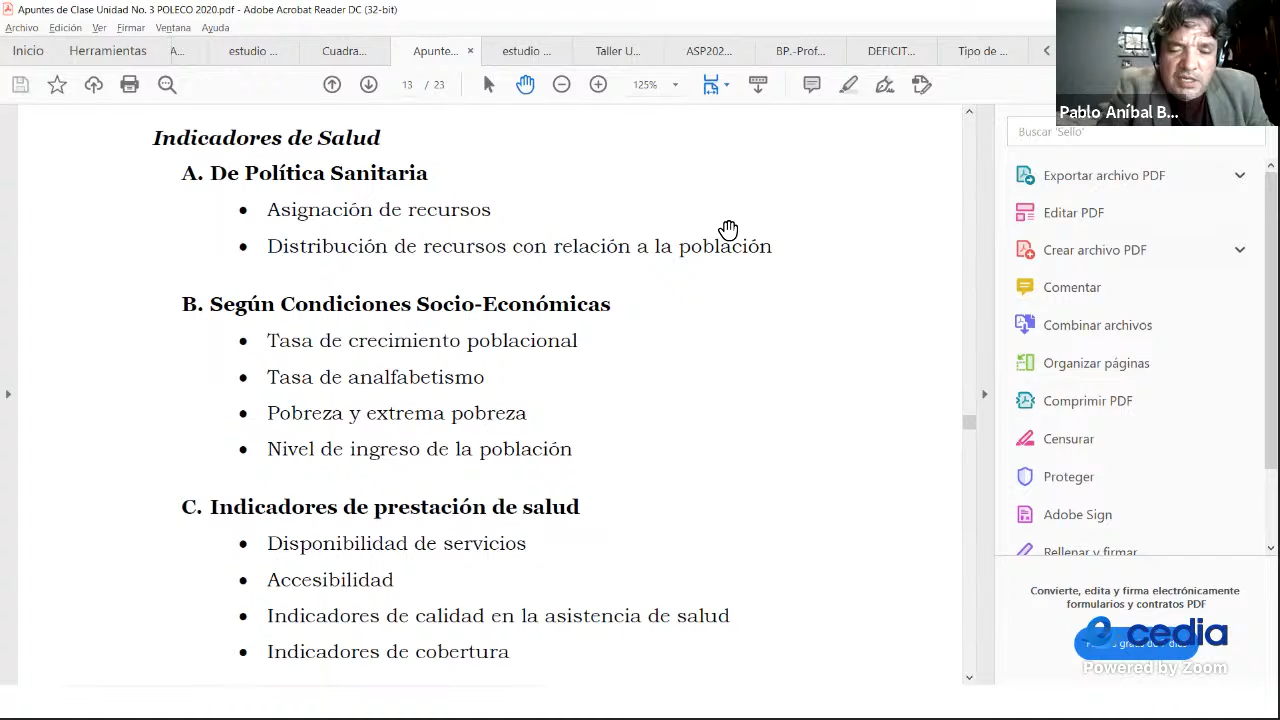 Apuntes de Clase Unidad No. 3 POLECO 2020.pdf - Adobe Acrobat Reader DC (32-bit)
Archivo Edición Ver Firmar Ventana Ayuda
Inicio Herramientas A... estudio ... Cuadra... Apunte... × estudio ... Taller U... ASP202... BP.-Prof... DEFICIT... Tipo de ...
13 / 23 125%
Pablo Aníbal B...
Indicadores de Salud
A. De Política Sanitaria
• Asignación de recursos
• Distribución de recursos con relación a la población
B. Según Condiciones Socio-Económicas
• Tasa de crecimiento poblacional
• Tasa de analfabetismo
• Pobreza y extrema pobreza
• Nivel de ingreso de la población
C. Indicadores de prestación de salud
• Disponibilidad de servicios
• Accesibilidad
• Indicadores de calidad en la asistencia de salud
• Indicadores de cobertura
Buscar 'Sello'
Exportar archivo PDF
Editar PDF
Crear archivo PDF
Comentar
Combinar archivos
Organizar páginas
Comprimir PDF
Censurar
Proteger
Adobe Sign
Rellenar y firmar
Convierte, edita y firma electrónicamente
formularios y contratos PDF
cedia
Powered by Zoom